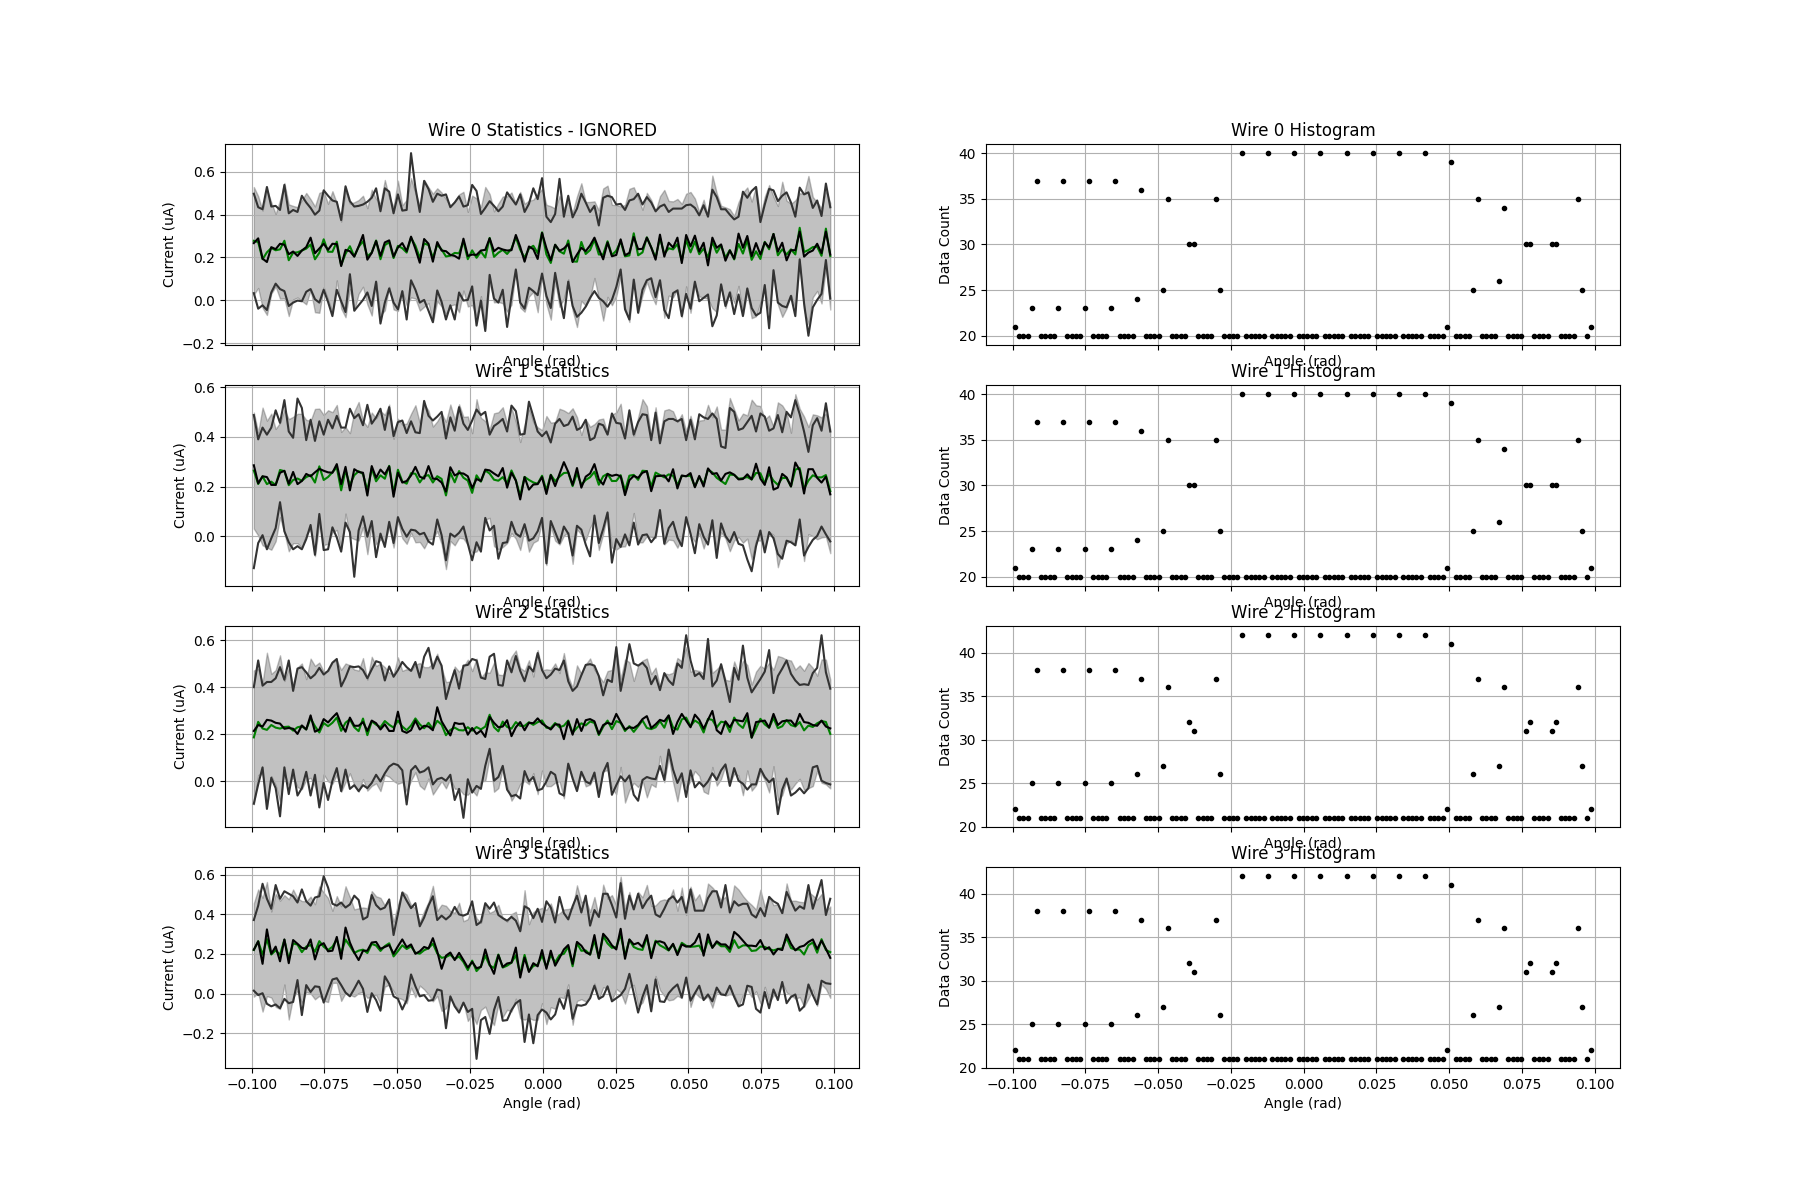 Wire 0 Statistics - IGNORED
Current (uA)
0.6
0.4
0.2
0.0
−0.2
Angle (rad)
Wire 0 Histogram
Data Count
40
35
30
25
20
Angle (rad)
Wire 1 Statistics
Current (uA)
0.6
0.4
0.2
0.0
Angle (rad)
Wire 1 Histogram
Data Count
40
35
30
25
20
Angle (rad)
Wire 2 Statistics
Current (uA)
0.6
0.4
0.2
0.0
Angle (rad)
Wire 2 Histogram
Data Count
40
35
30
25
20
Angle (rad)
Wire 3 Statistics
Current (uA)
0.6
0.4
0.2
0.0
−0.2
−0.100 −0.075 −0.050 −0.025 0.000 0.025 0.050 0.075 0.100
Angle (rad)
Wire 3 Histogram
Data Count
40
35
30
25
20
−0.100 −0.075 −0.050 −0.025 0.000 0.025 0.050 0.075 0.100
Angle (rad)